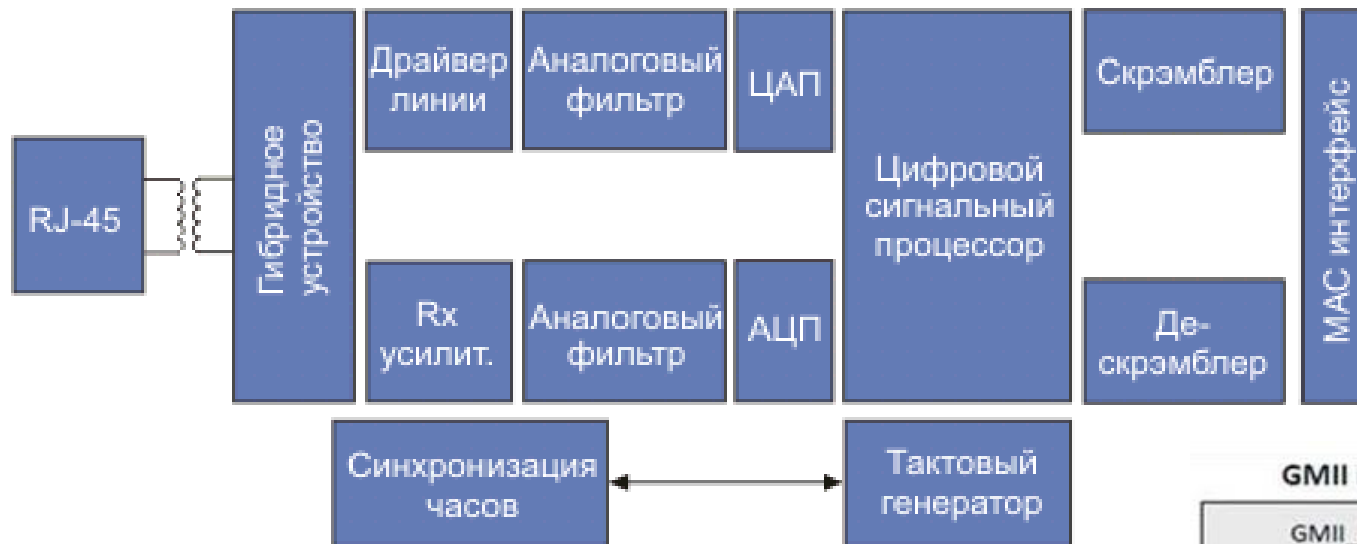 RJ-45
Гибридное
устройство
Драйвер
линии
Аналоговый
фильтр
ЦАП
Цифровой
сигнальный
процессор
Скрэмблер
MAC интерфейс
Rx
усилит.
Аналоговый
фильтр
АЦП
Де-
скрэмблер
Синхронизация
часов
Тактовый
генератор
GMII
GMII